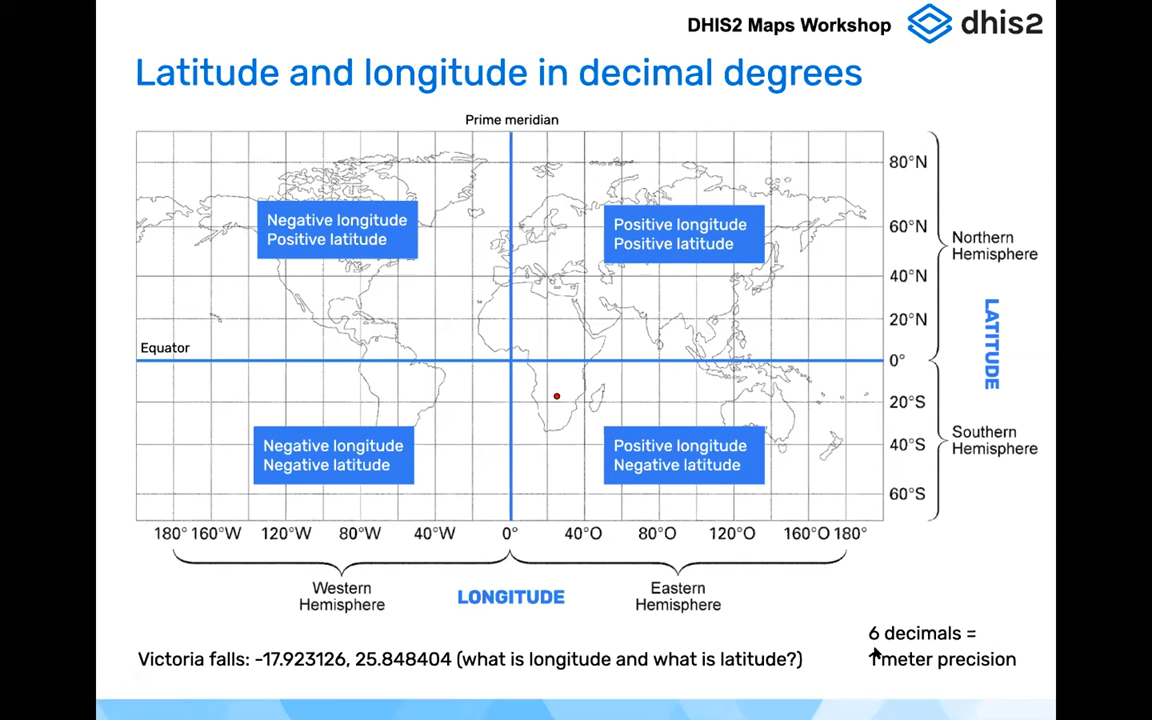 DHIS2 Maps Workshop
dhis2
Latitude and longitude in decimal degrees
Prime meridian
80°N
Negative longitude
Positive latitude
Positive longitude
Positive latitude
60°N
Northern
Hemisphere
40°N
20°N
LATITUDE
Equator
0°
20°S
Negative longitude
Negative latitude
Positive longitude
Negative latitude
40°S
Southern
Hemisphere
60°S
180° 160°W 120°W 80°W 40°W 0° 40°O 80°O 120°O 160°O 180°
Western
Hemisphere
LONGITUDE
Eastern
Hemisphere
6 decimals =
1 meter precision
Victoria falls: -17.923126, 25.848404 (what is longitude and what is latitude?)